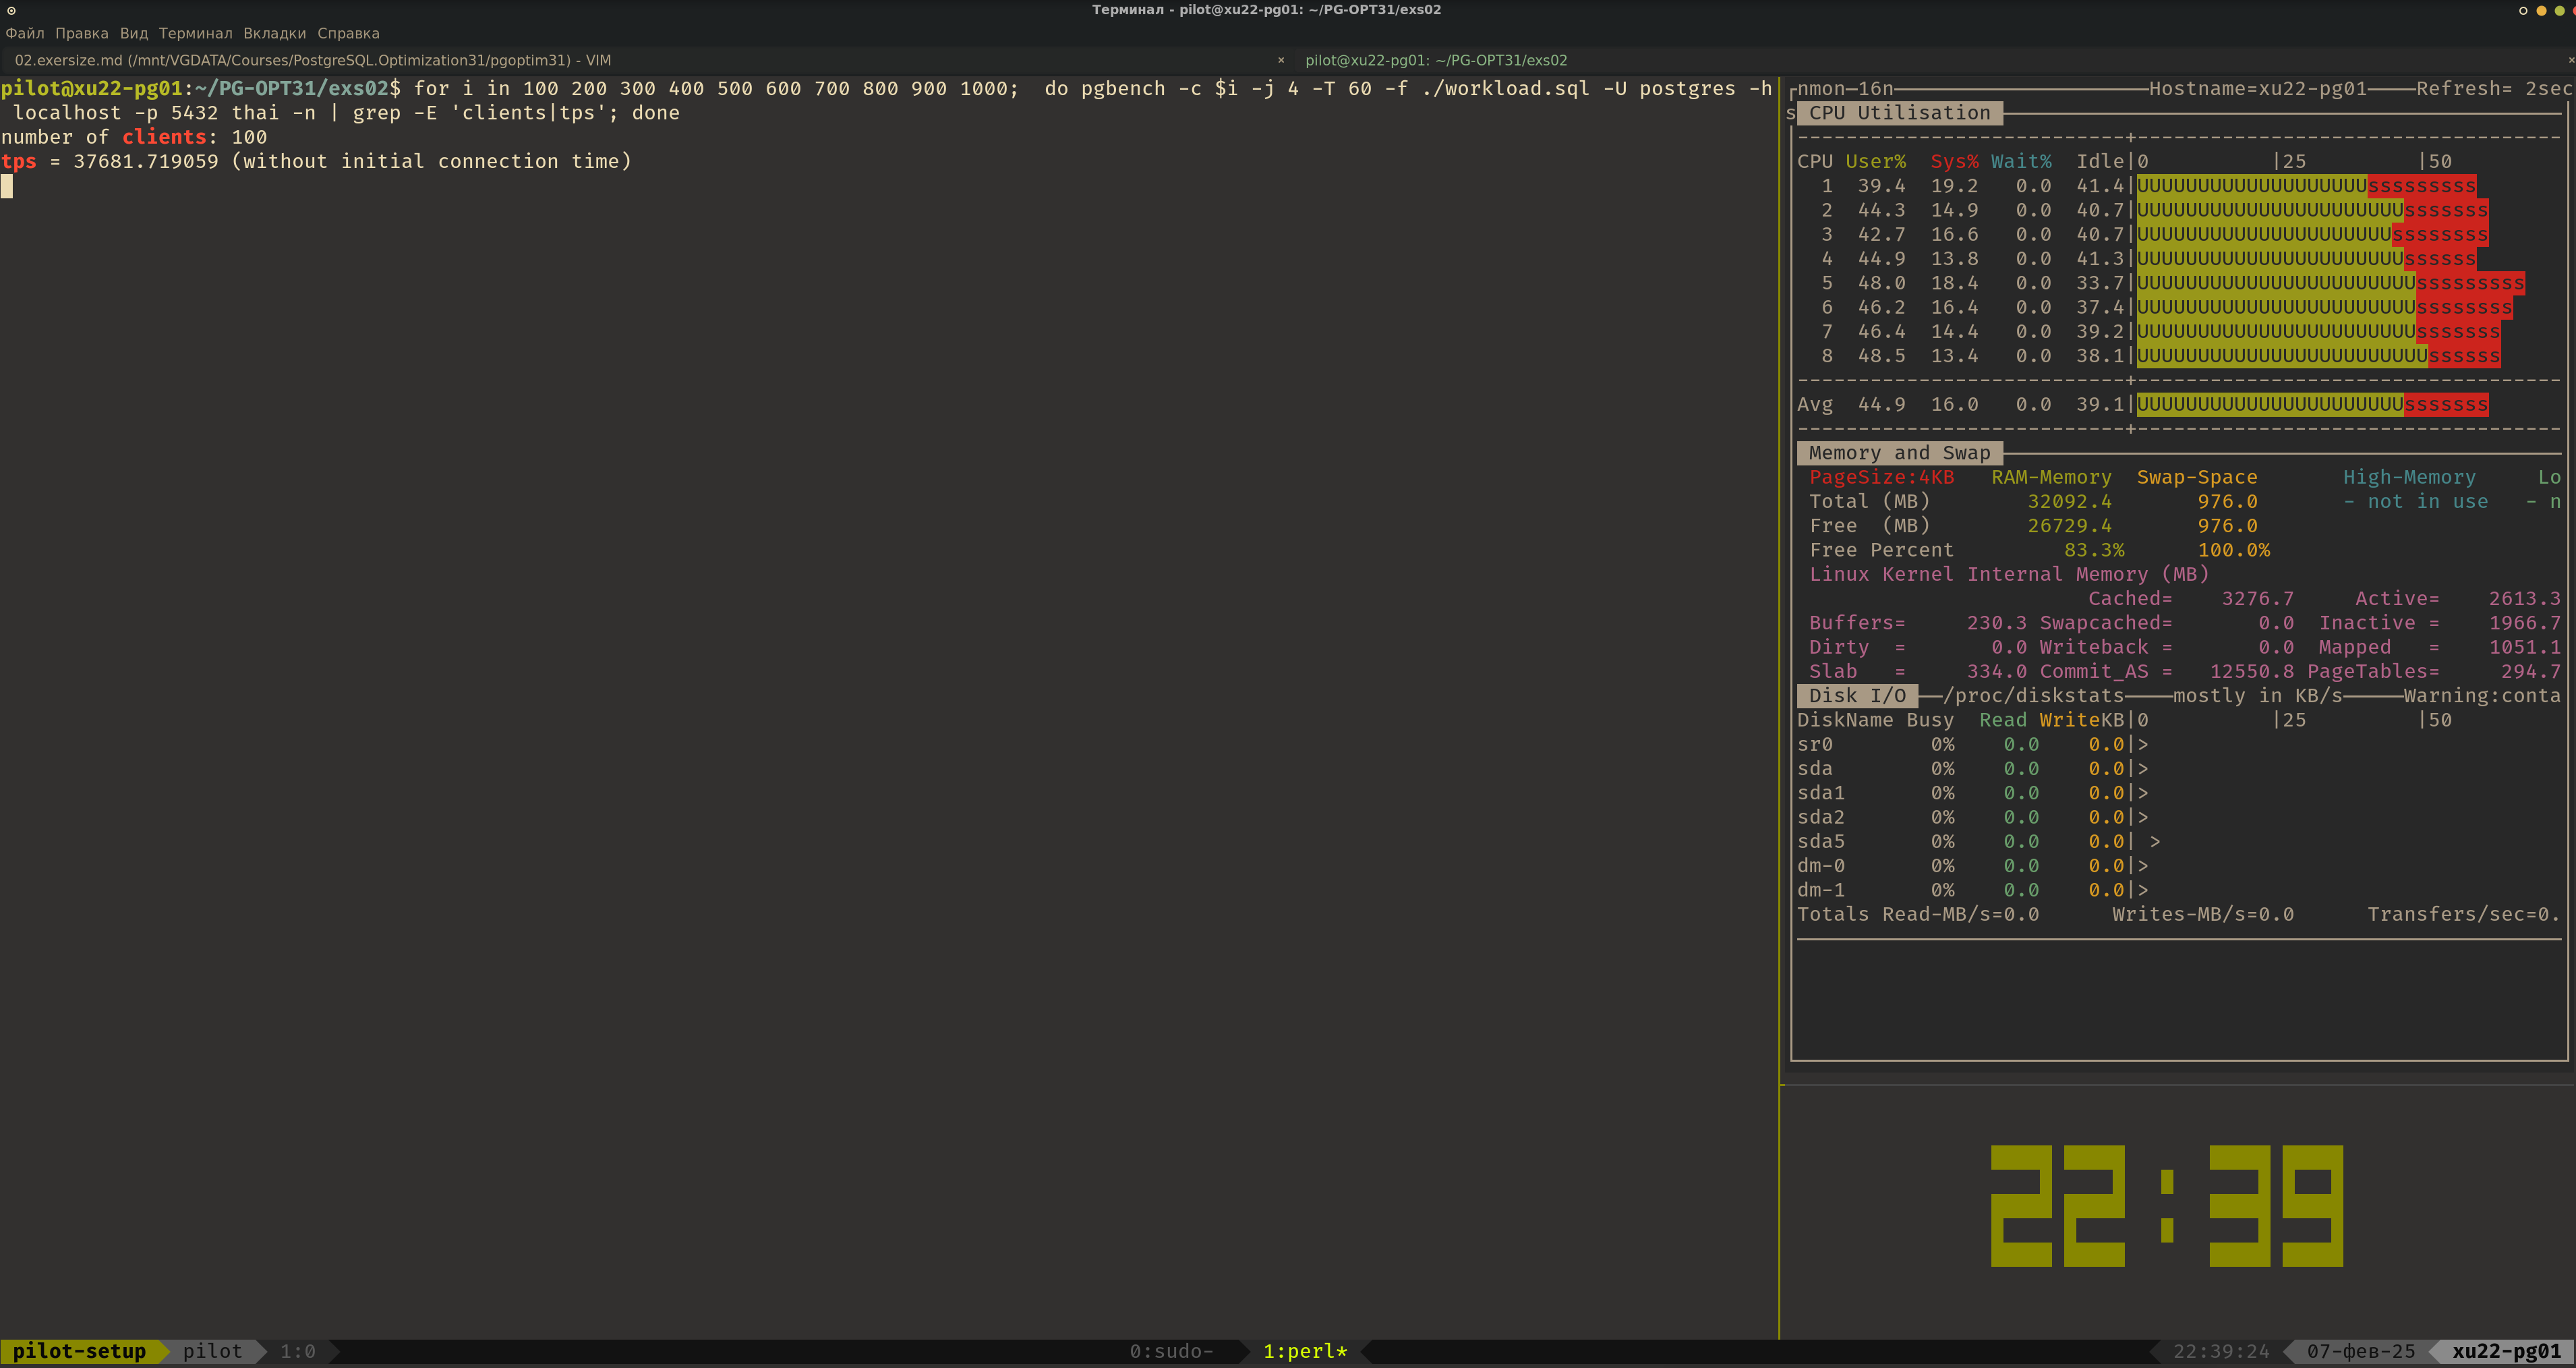 Терминал - pilot@xu22-pg01: ~/PG-OPT31/exs02
Файл Правка Вид Терминал Вкладки Справка
02.exersize.md (/mnt/VGDATA/Courses/PostgreSQL.Optimization31/pgoptim31) - VIM
pilot@xu22-pg01: ~/PG-OPT31/exs02
pilot@xu22-pg01:~/PG-OPT31/exs02$ for i in 100 200 300 400 500 600 700 800 900 1000;  do pgbench -c $i -j 4 -T 60 -f ./workload.sql -U postgres -h
 localhost -p 5432 thai -n | grep -E 'clients|tps'; done
number of clients: 100
tps = 37681.719059 (without initial connection time)
nmon—16n Hostname=xu22-pg01 Refresh= 2sec
s CPU Utilisation
CPU User% Sys% Wait% Idle|0 |25 |50
1 39.4 19.2 0.0 41.4|UUUUUUUUUUUUUUUUUUUsssssssss
2 44.3 14.9 0.0 40.7|UUUUUUUUUUUUUUUUUUUUUUsssssss
3 42.7 16.6 0.0 40.7|UUUUUUUUUUUUUUUUUUUUUssssssss
4 44.9 13.8 0.0 41.3|UUUUUUUUUUUUUUUUUUUUUUssssss
5 48.0 18.4 0.0 33.7|UUUUUUUUUUUUUUUUUUUUUUUsssssssss
6 46.2 16.4 0.0 37.4|UUUUUUUUUUUUUUUUUUUUUUUssssssss
7 46.4 14.4 0.0 39.2|UUUUUUUUUUUUUUUUUUUUUUUsssssss
8 48.5 13.4 0.0 38.1|UUUUUUUUUUUUUUUUUUUUUUUUssssss
Avg 44.9 16.0 0.0 39.1|UUUUUUUUUUUUUUUUUUUUUUsssssss
Memory and Swap
PageSize:4KB RAM-Memory Swap-Space High-Memory Lo
Total (MB) 32092.4 976.0 - not in use - n
Free (MB) 26729.4 976.0
Free Percent 83.3% 100.0%
Linux Kernel Internal Memory (MB)
Cached= 3276.7 Active= 2613.3
Buffers= 230.3 Swapcached= 0.0 Inactive = 1966.7
Dirty = 0.0 Writeback = 0.0 Mapped = 1051.1
Slab = 334.0 Commit_AS = 12550.8 PageTables= 294.7
Disk I/O —/proc/diskstats——mostly in KB/s——Warning:conta
DiskName Busy Read WriteKB|0 |25 |50
sr0 0% 0.0 0.0|>
sda 0% 0.0 0.0|>
sda1 0% 0.0 0.0|>
sda2 0% 0.0 0.0|>
sda5 0% 0.0 0.0| >
dm-0 0% 0.0 0.0|>
dm-1 0% 0.0 0.0|>
Totals Read-MB/s=0.0 Writes-MB/s=0.0 Transfers/sec=0.
22:39
pilot-setup pilot 1:0 0:sudo- 1:perl* 22:39:24 07-фев-25 xu22-pg01